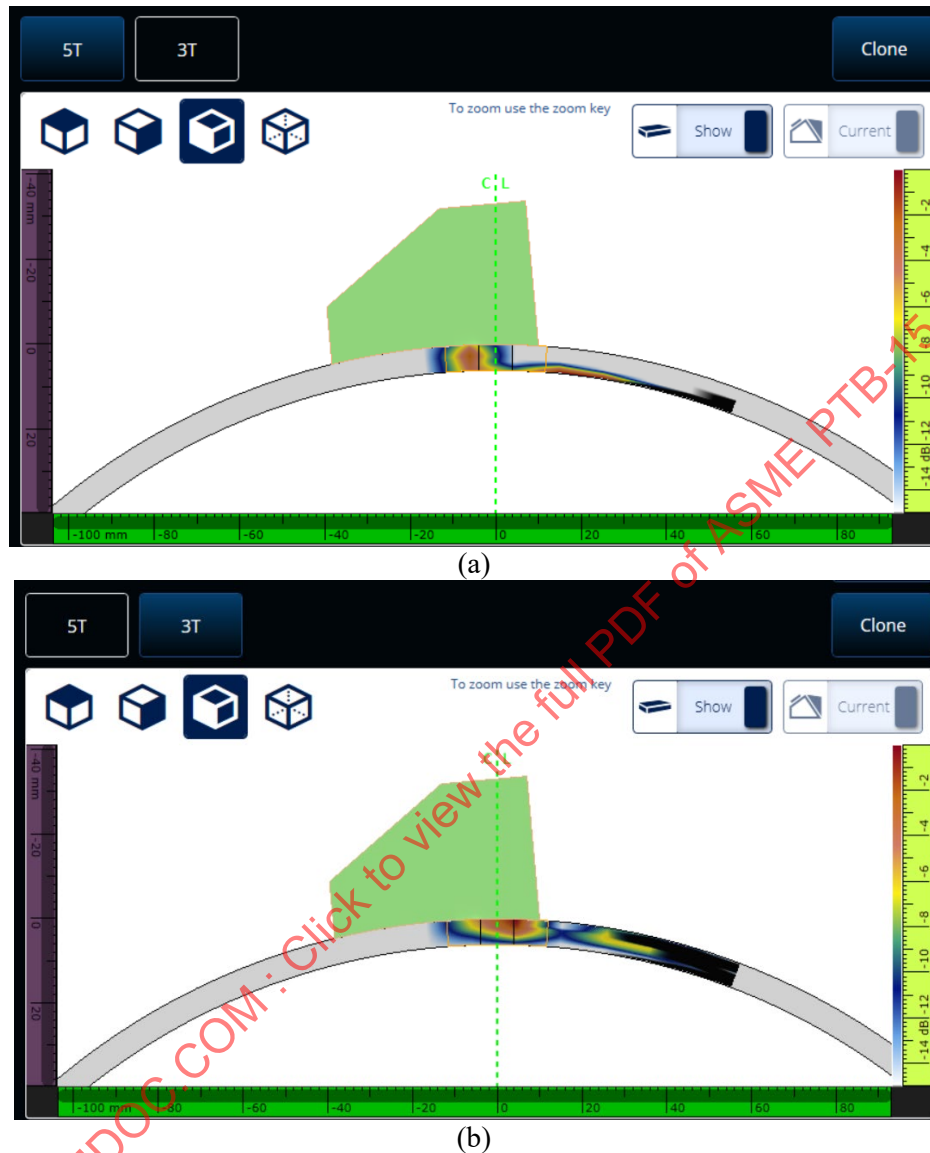 5T 3T Clone
To zoom use the zoom key
Show Current
C L
-40 mm
-20
0
20
-2
-4
-6
-8
-10
-12
-14 dB
-100 mm -80 -60 -40 -20 0 20 40 60 80
(a)
5T 3T Clone
To zoom use the zoom key
Show Current
-40 mm
-20
0
20
-2
-4
-6
-8
-10
-12
-14 dB
-100 mm -80 -60 -40 -20 0 20 40 60 80
(b)
DOC.COM : Click to view the full PDF of ASME PTB-15